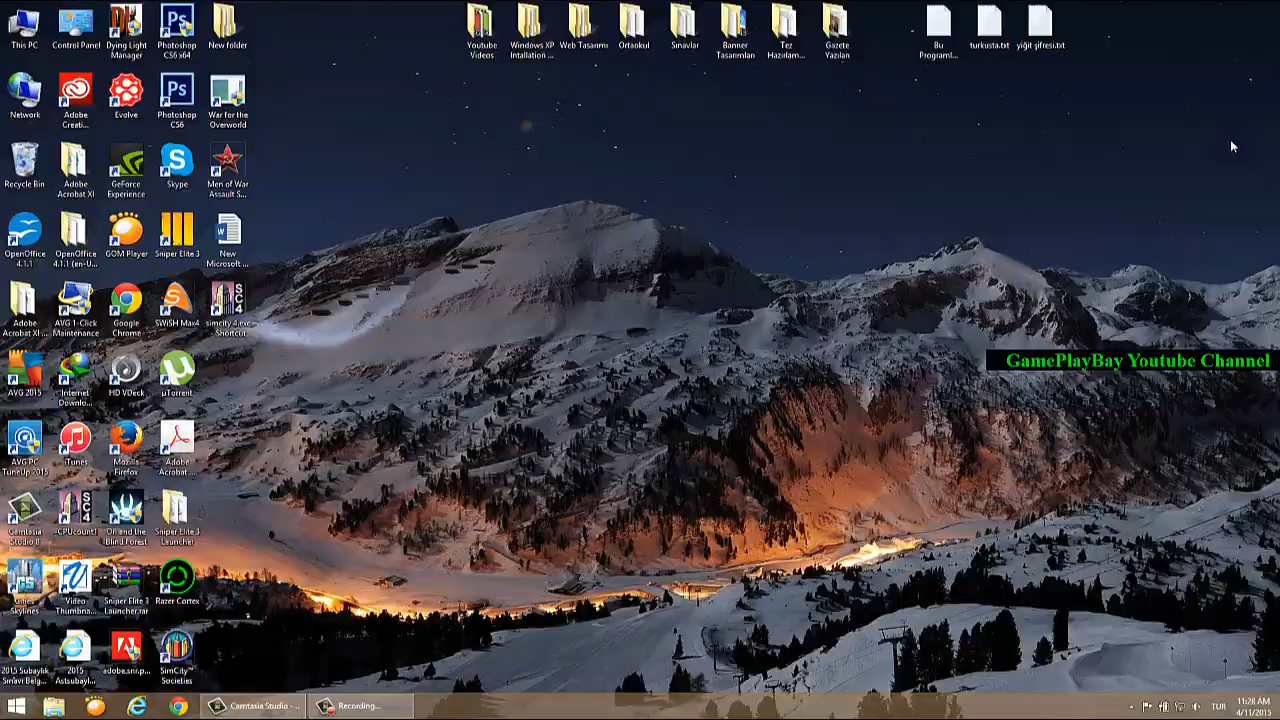 This PC
Control Panel
Dying Light
Manager
Photoshop
CS6 x64
New folder
Youtube
Videos
Windows XP
Intallation ...
Web Tasarımı
Ortaokul
Sınavlar
Banner
Tasarımları
Tez
Hazırlam...
Gazete
Yazıları
Bu
Programl...
turkusta.txt
yiğit şifresi.txt
Network
Adobe
Creati...
Evolve
Photoshop
CS6
War for the
Overworld
Recycle Bin
Adobe
Acrobat XI
GeForce
Experience
Skype
Men of War
Assault S...
OpenOffice
4.1.1
OpenOffice
4.1.1 (en-U...
GOM Player
Sniper Elite 3
New
Microsoft ...
Adobe
Acrobat XI ...
AVG 1-Click
Maintenance
Google
Chrome
SWiSH Max4
simcity 4.exe -
Shortcut
GamePlayBay Youtube Channel
AVG 2015
Internet
Downlo...
HD VDeck
µTorrent
AVG PC
TuneUp 2015
iTunes
Mozilla
Firefox
Adobe
Acrobat ...
Camtasia
Studio 8
-CPUcount1
Ori and the
Blind Forest
Sniper Elite 3
Launcher
Cities
Skylines
Video
Thumbna...
Sniper Elite 3
Launcher.rar
Razer Cortex
2015 Subaylık
Sınavı Belg...
2015
Astsubaylı...
adobe.snr.p...
SimCity™
Societies
Camtasia Studio - ...
Recording...
TUR
11:28 AM
4/11/2015